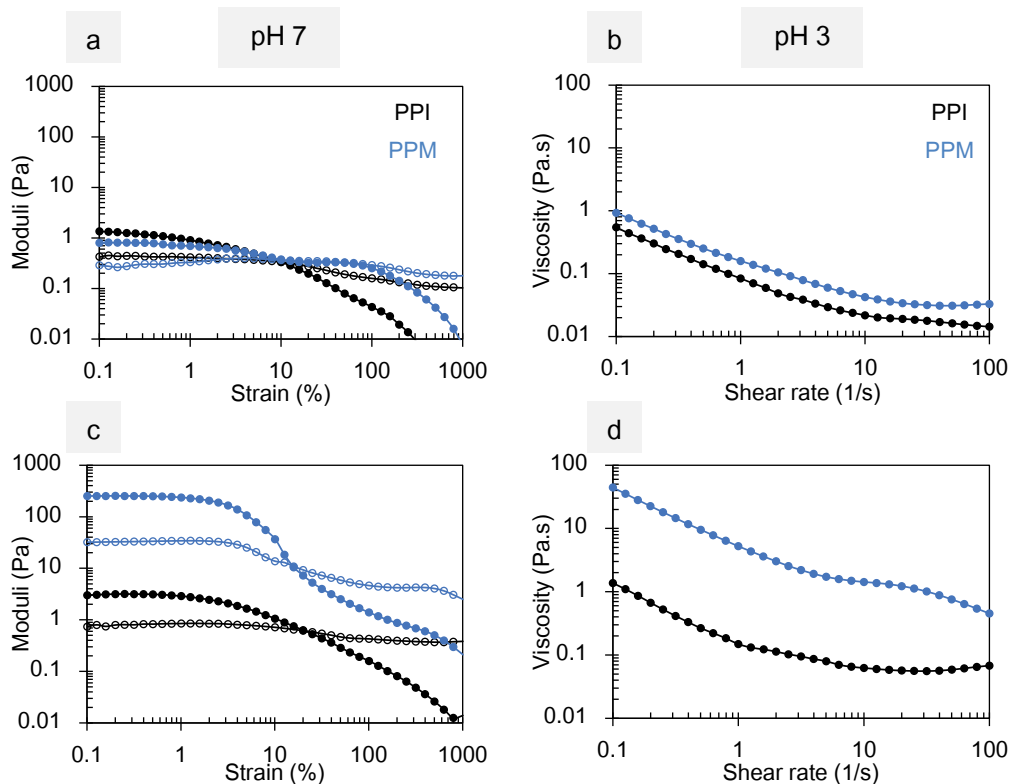 a
pH 7
b
pH 3
1000
100
10
1
0.1
0.01
Moduli (Pa)
PPI
PPM
0.1 1 10 100 1000
Strain (%)
100
10
1
0.1
0.01
Viscosity (Pa.s)
PPI
PPM
0.1 1 10 100
Shear rate (1/s)
c
d
1000
100
10
1
0.1
0.01
Moduli (Pa)
0.1 1 10 100 1000
Strain (%)
100
10
1
0.1
0.01
Viscosity (Pa.s)
0.1 1 10 100
Shear rate (1/s)